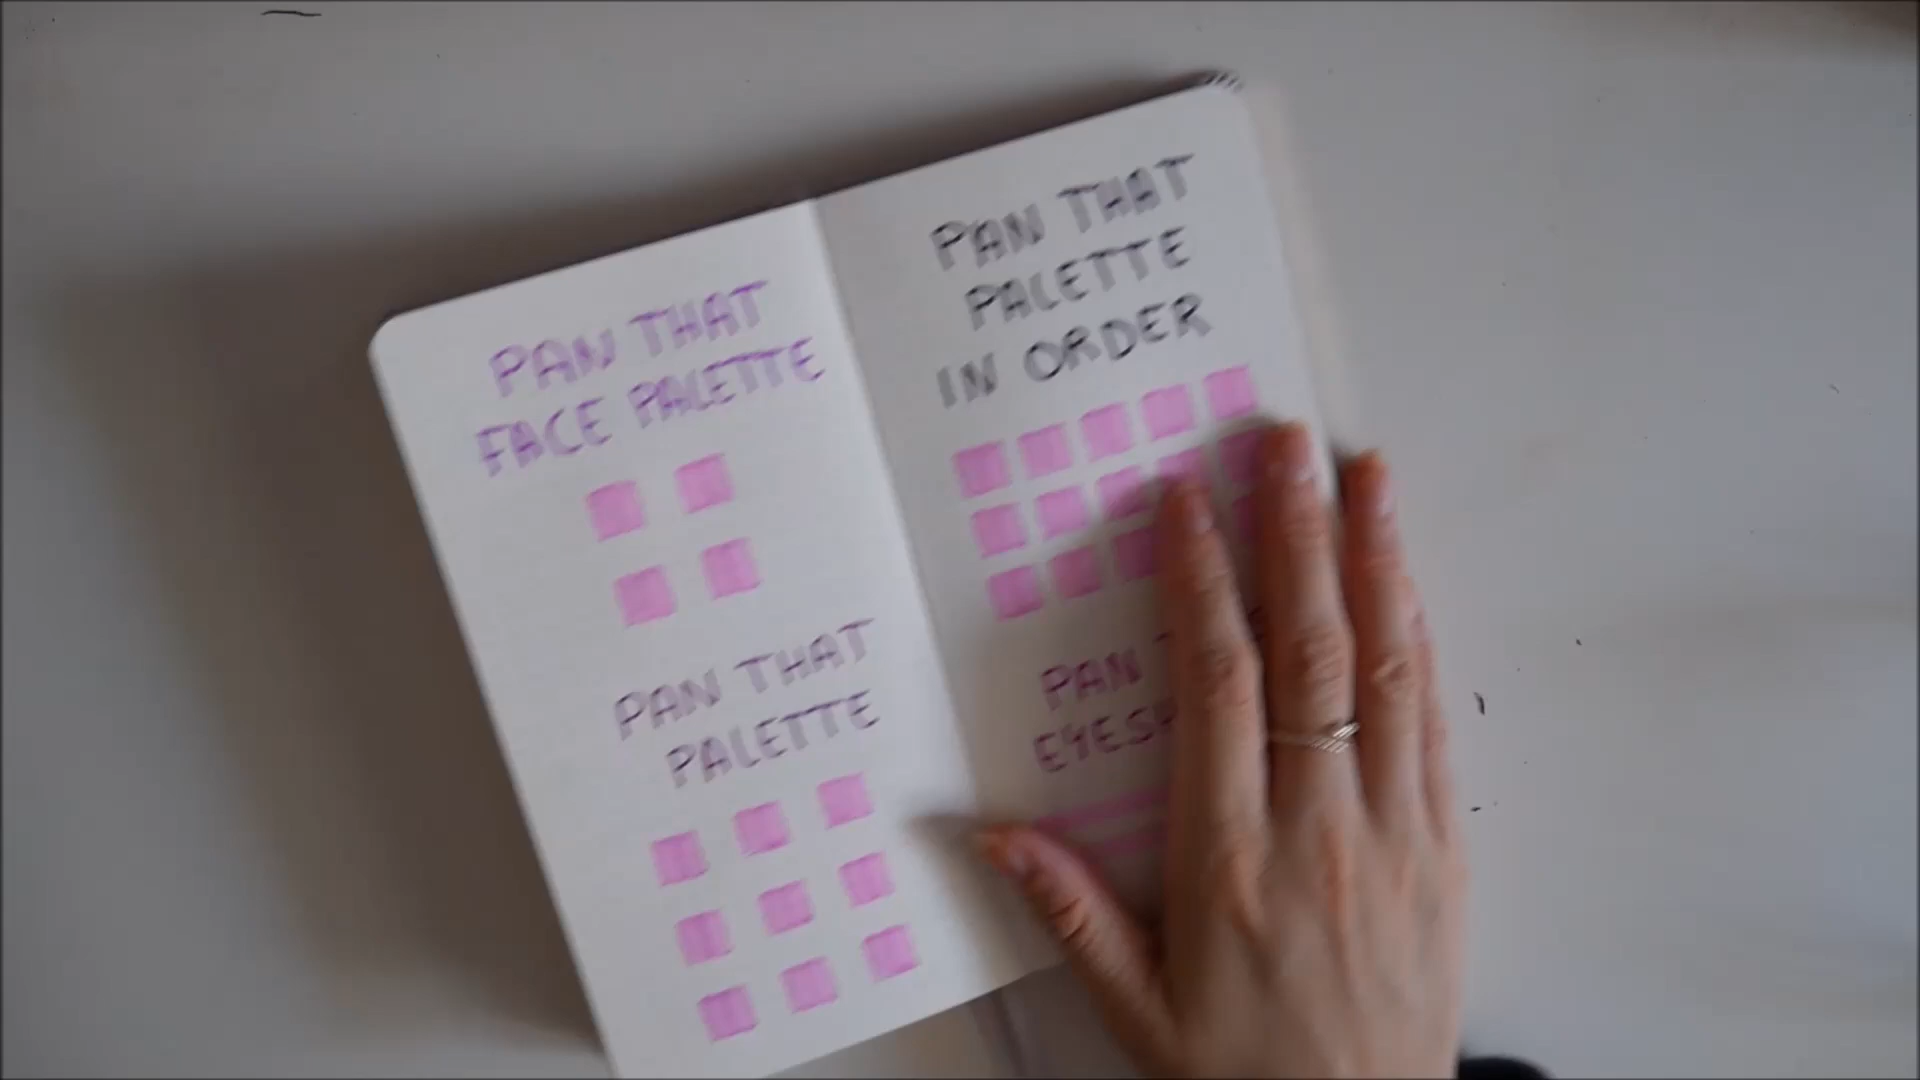 PAN THAT
FACE PALETTE
PAN THAT
PALETTE
PAN THAT
PALETTE
IN ORDER
PAN